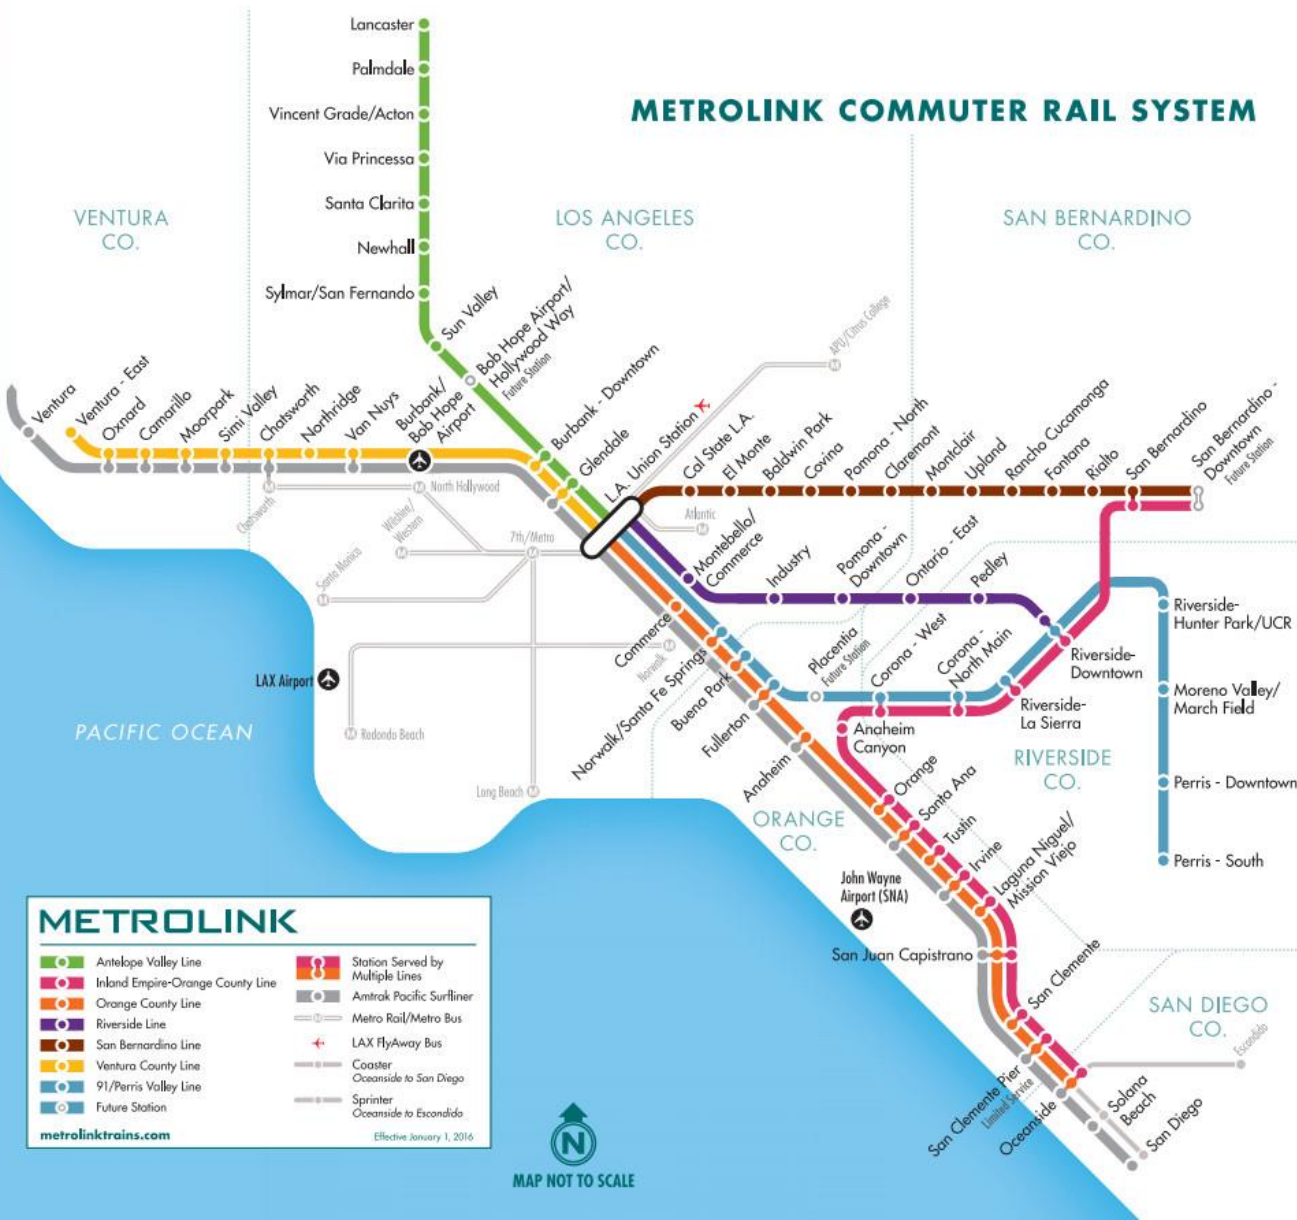 METROLINK COMMUTER RAIL SYSTEM
Lancaster
Palmdale
Vincent Grade/Acton
Via Princessa
Santa Clarita
Newhall
Sylmar/San Fernando
Sun Valley
Bob Hope Airport/
Hollywood Way
Future Station
Burbank - Downtown
Glendale
L.A. Union Station
VENTURA
CO.
LOS ANGELES
CO.
SAN BERNARDINO
CO.
Ventura
Ventura - East
Oxnard
Camarillo
Moorpark
Simi Valley
Chatsworth
Northridge
Van Nuys
Burbank/
Bob Hope
Airport
Cal State L.A.
El Monte
Baldwin Park
Covina
Pomona - North
Claremont
Montclair
Upland
Rancho Cucamonga
Fontana
Rialto
San Bernardino
San Bernardino -
Downtown
Future Station
APU/Citrus College
M
Atlantic
M
Chatsworth
M
M North Hollywood
Wilshire/
Western
M
7th/Metro
M
Santa Monica
M
Norwalk
M
M Redondo Beach
Long Beach M
LAX Airport
Montebello/
Commerce
Industry
Pomona -
Downtown
Ontario - East
Pedley
Riverside-
Downtown
Riverside-
Hunter Park/UCR
Moreno Valley/
March Field
Perris - Downtown
Perris - South
Riverside-
La Sierra
Corona -
North Main
Corona - West
Placentia
Future Station
Anaheim
Canyon
Commerce
Norwalk/Santa Fe Springs
Buena Park
Fullerton
Anaheim
Orange
Santa Ana
Tustin
Irvine
Laguna Niguel/
Mission Viejo
San Juan Capistrano
San Clemente
San Clemente Pier
Limited Service
Oceanside
Solana
Beach
San Diego
Escondido
RIVERSIDE
CO.
ORANGE
CO.
SAN DIEGO
CO.
John Wayne
Airport (SNA)
PACIFIC OCEAN
METROLINK
Antelope Valley Line
Inland Empire-Orange County Line
Orange County Line
Riverside Line
San Bernardino Line
Ventura County Line
91/Perris Valley Line
Future Station
Station Served by
Multiple Lines
Amtrak Pacific Surfliner
M Metro Rail/Metro Bus
LAX FlyAway Bus
Coaster
Oceanside to San Diego
Sprinter
Oceanside to Escondido
metrolinktrains.com
Effective January 1, 2016
N
MAP NOT TO SCALE